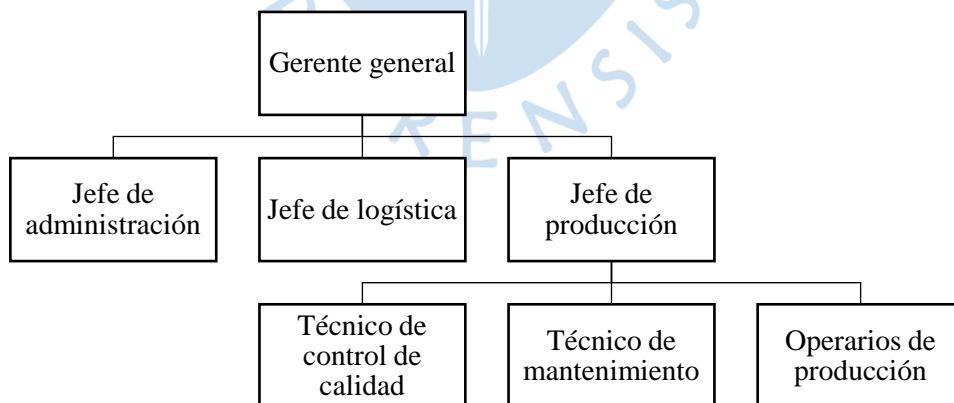 Gerente general
Jefe de
administración
Jefe de logística
Jefe de
producción
Técnico de
control de
calidad
Técnico de
mantenimiento
Operarios de
producción